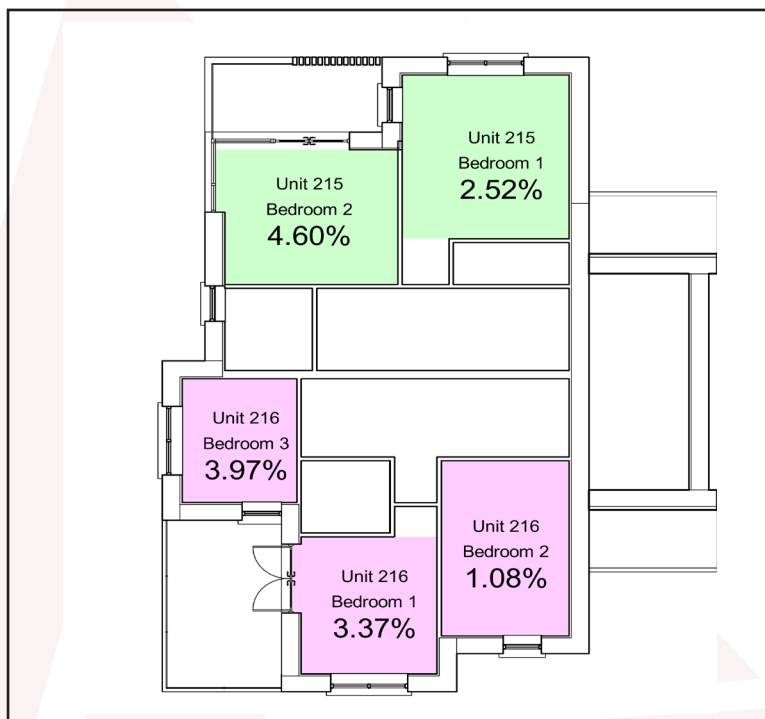 Unit 215
Bedroom 1
2.52%
Unit 215
Bedroom 2
4.60%
Unit 216
Bedroom 3
3.97%
Unit 216
Bedroom 2
1.08%
Unit 216
Bedroom 1
3.37%